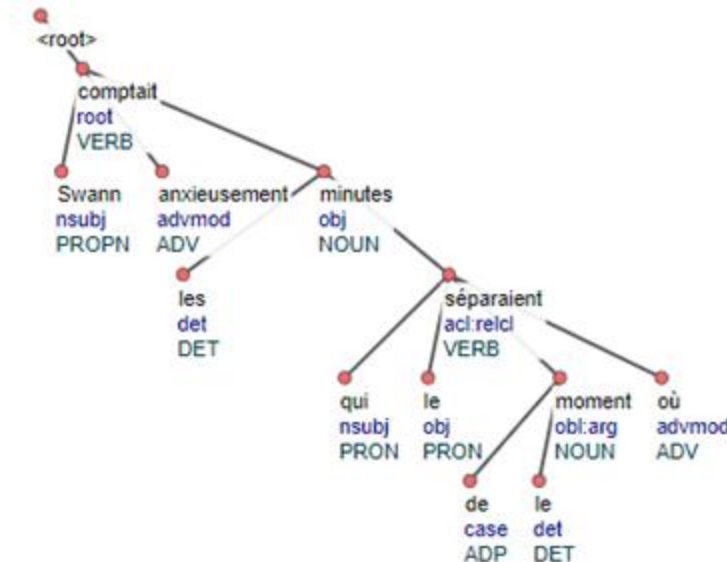 <root>
comptait
root
VERB
Swann anxieusement minutes
nsubj advmod obj
PROPN ADV NOUN
les séparaient
det acl:relcl
DET VERB
qui le moment où
nsubj obj obl:arg advmod
PRON PRON NOUN ADV
de le
case det
ADP DET